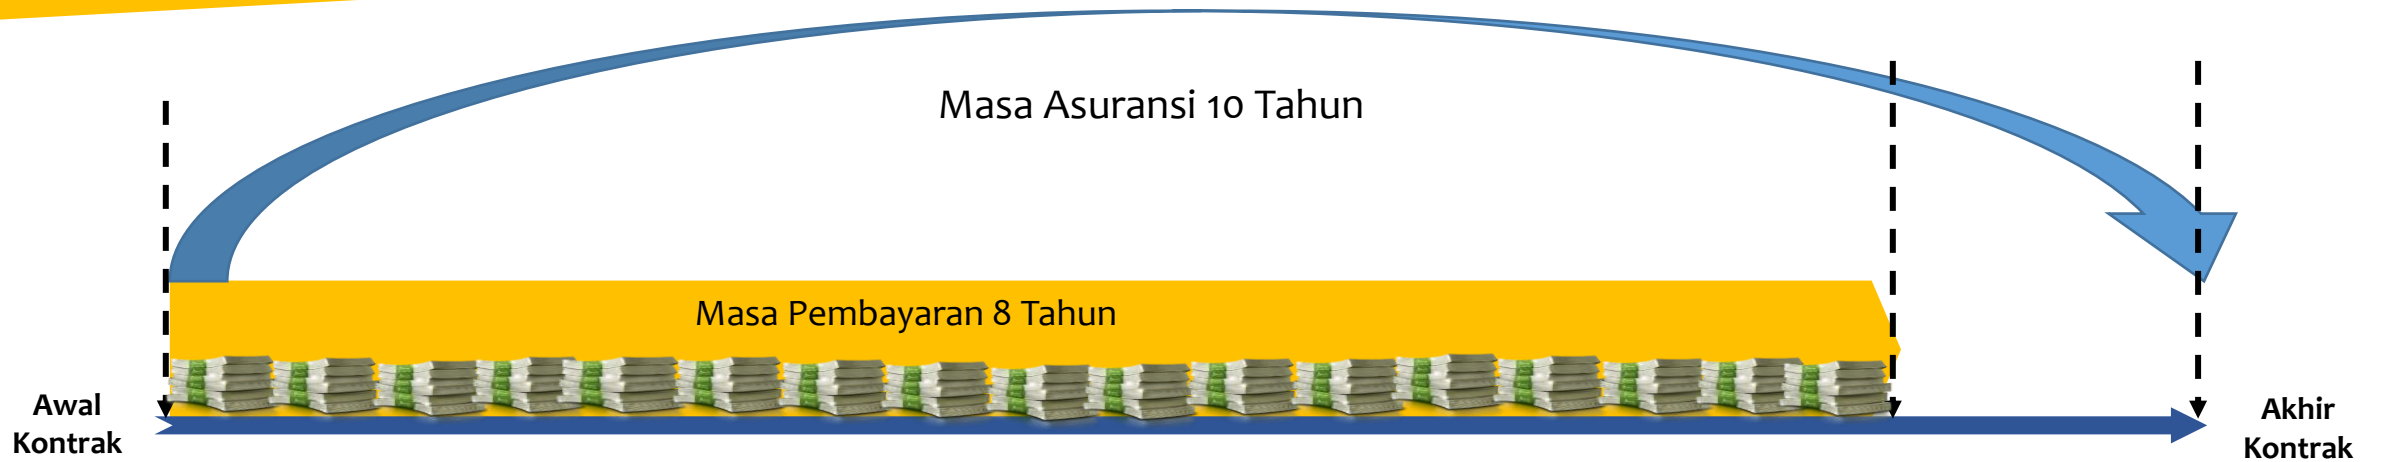 Masa Asuransi 10 Tahun
Masa Pembayaran 8 Tahun
Awal
Kontrak
Akhir
Kontrak